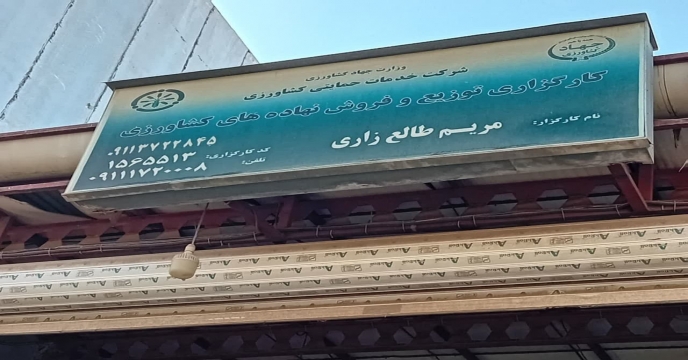 جهاد
کشاورزی
وزارت جهاد کشاورزی
شرکت خدمات حمایتی کشاورزی
کارگزاری توزیع و فروش نهاده های کشاورزی
نام کارگزار: مریم طالع زاری
۰۹۱۱۳۷۲۲۸۴۵
کد کارگزاری: ۱۵۶۵۵۱۳
تلفن: ۰۹۱۱۱۷۲۰۰۰۸